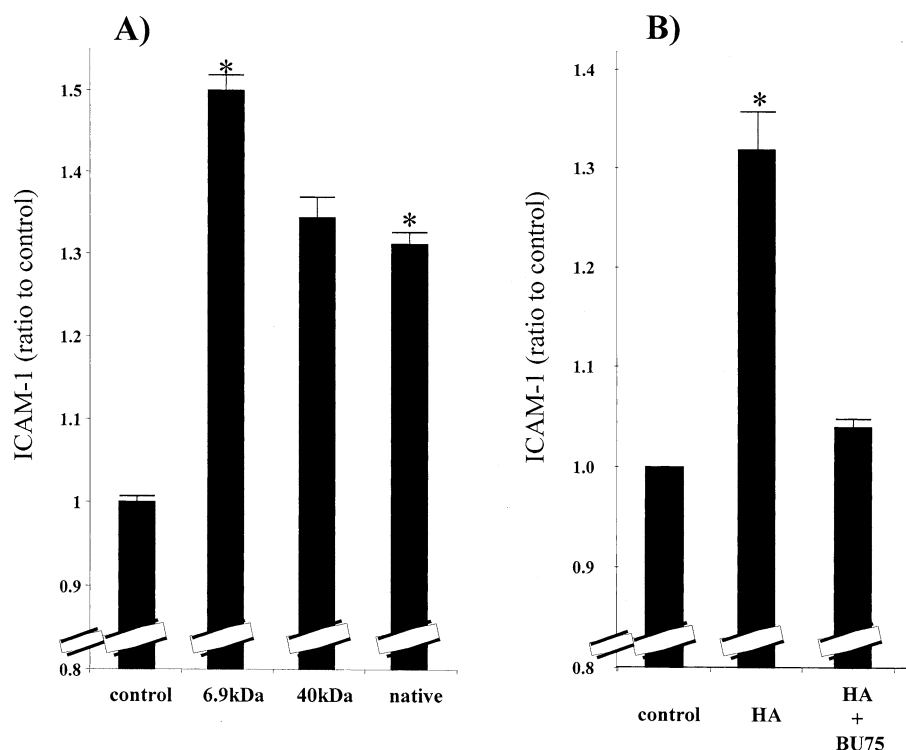 A)
ICAM-1 (ratio to control)
1.5
1.4
1.3
1.2
1.1
1
0.9
0.8
*
*
control 6.9kDa 40kDa native
B)
ICAM-1 (ratio to control)
1.4
1.3
1.2
1.1
1.0
0.9
0.8
*
control HA HA
+
BU75